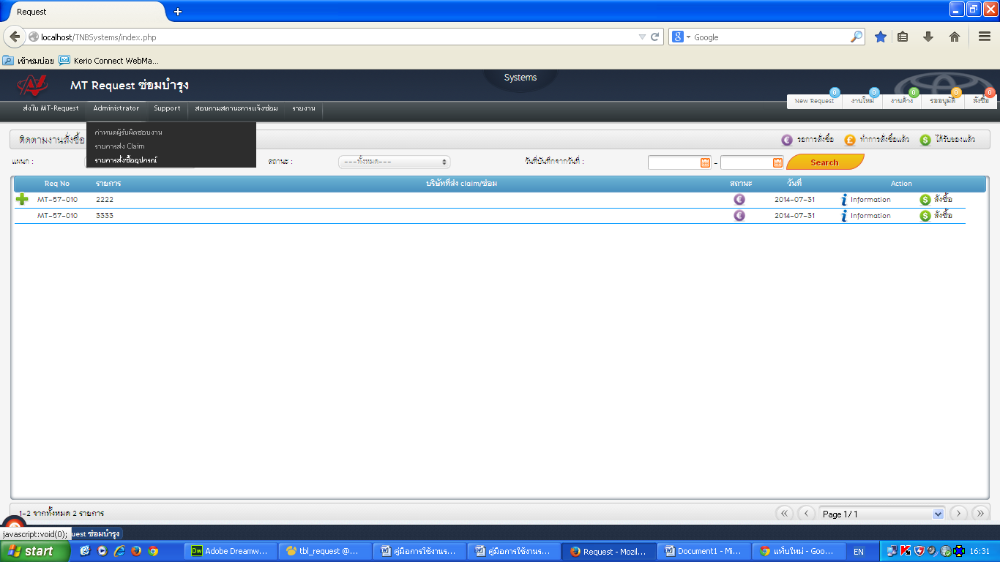 Request
localhost/TNBSystems/index.php
Google
เข้าชมบ่อย Kerio Connect WebMa...
MT Request ซ่อมบำรุง
Systems
0 0 0 0 0
New Request งานใหม่ งานค้าง รออนุมัติ สั่งซื้อ
ส่งใบ MT-Request Administrator Support สอบถามสถานะการแจ้งซ่อม รายงาน
กำหนดผู้รับผิดชอบงาน
รายการส่ง Claim
รายการสั่งซื้ออุปกรณ์
ติดตามงานสั่งซื้อ
รอการสั่งซื้อ ทำการสั่งซื้อแล้ว ได้รับของแล้ว
แผนก : สถานะ : ---ทั้งหมด--- วันที่บันทึกจากวันที่ : - Search
Req No รายการ บริษัทที่ส่ง claim/ซ่อม สถานะ วันที่ Action
MT-57-010 2222 2014-07-31 Information สั่งซื้อ
MT-57-010 3333 2014-07-31 Information สั่งซื้อ
1-2 จากทั้งหมด 2 รายการ
Page 1/ 1
javascript:void(0); uest ซ่อมบำรุง
start Adobe Dreamw... tbl_request @... คู่มือการใช้งานร... คู่มือการใช้งานร... Request - Mozil... Document1 - Mi... แท็บใหม่ - Goo... EN 16:31